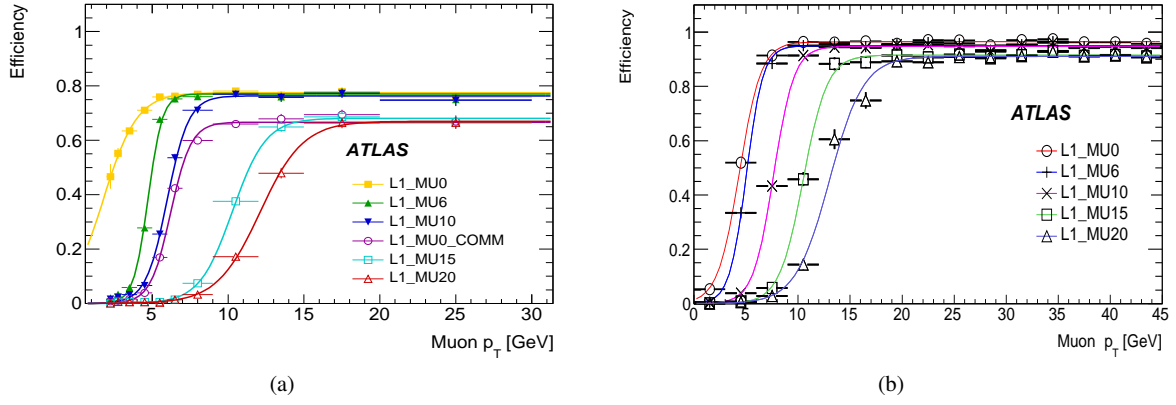 Efficiency
1
0.8
0.6
0.4
0.2
0
ATLAS
L1_MU0
L1_MU6
L1_MU10
L1_MU0_COMM
L1_MU15
L1_MU20
5 10 15 20 25 30
Muon p_T [GeV]
(a)
Efficiency
1
0.8
0.6
0.4
0.2
0
ATLAS
L1_MU0
L1_MU6
L1_MU10
L1_MU15
L1_MU20
0 5 10 15 20 25 30 35 40 45
Muon p_T [GeV]
(b)